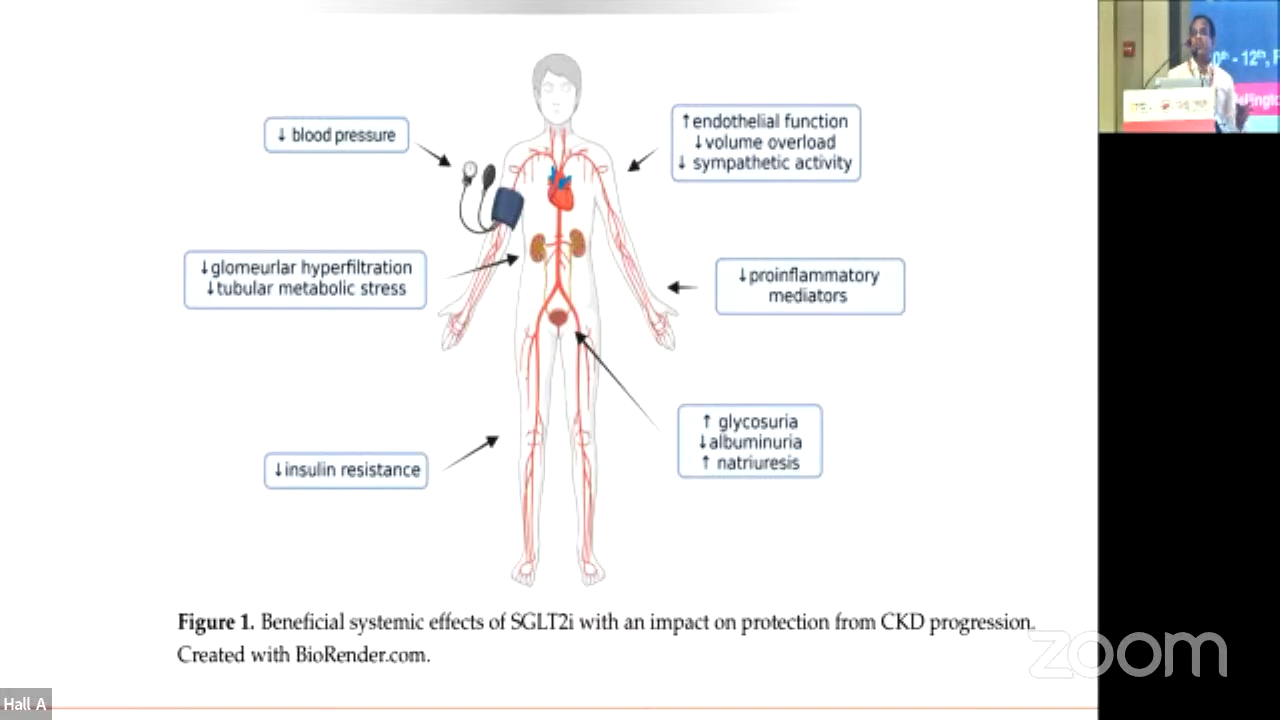 ↓ blood pressure
↑endothelial function
↓volume overload
↓ sympathetic activity
↓glomeurlar hyperfiltration
↓tubular metabolic stress
↓proinflammatory
mediators
↑ glycosuria
↓albuminuria
↑ natriuresis
↓insulin resistance
Figure 1. Beneficial systemic effects of SGLT2i with an impact on protection from CKD progression.
Created with BioRender.com.
zoom
Hall A
0th - 12th, F